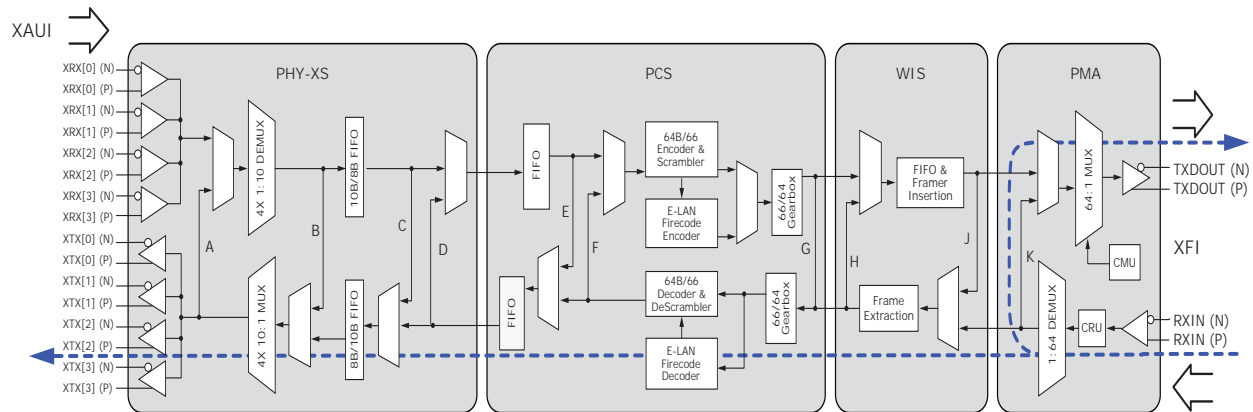 XAUI
PHY-XS
PCS
WIS
PMA
XRX[0] (N)
XRX[0] (P)
XRX[1] (N)
XRX[1] (P)
XRX[2] (N)
XRX[2] (P)
XRX[3] (N)
XRX[3] (P)
XTX[0] (N)
XTX[0] (P)
XTX[1] (N)
XTX[1] (P)
XTX[2] (N)
XTX[2] (P)
XTX[3] (N)
XTX[3] (P)
4X 1:10 DEMUX
10B/8B FIFO
A
B
C
D
4X 10:1 MUX
8B/10B FIFO
FIFO
E
F
64B/66
Encoder &
Scrambler
E-LAN
Firecode
Encoder
66/64
Gearbox
G
FIFO
64B/66
Decoder &
DeScrambler
E-LAN
Firecode
Decoder
66/64
Gearbox
H
FIFO &
Framer
Insertion
J
Frame
Extraction
K
64:1 MUX
CMU
1:64 DEMUX
CRU
TXDOUT (N)
TXDOUT (P)
XFI
RXIN (N)
RXIN (P)